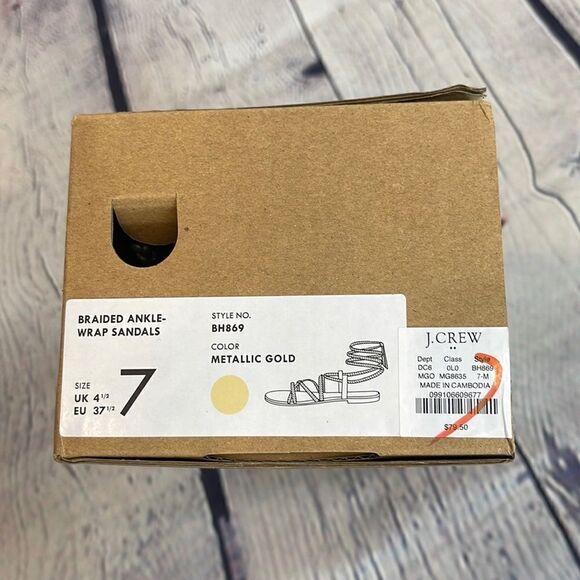 BRAIDED ANKLE-
WRAP SANDALS
SIZE
UK 4 1/2
EU 37 1/2
7
STYLE NO.
BH869
COLOR
METALLIC GOLD
J.CREW
Dept Class Style
DC6 0L0 BH869
MGO MG8635 7-M
MADE IN CAMBODIA
099106609677
$79.50